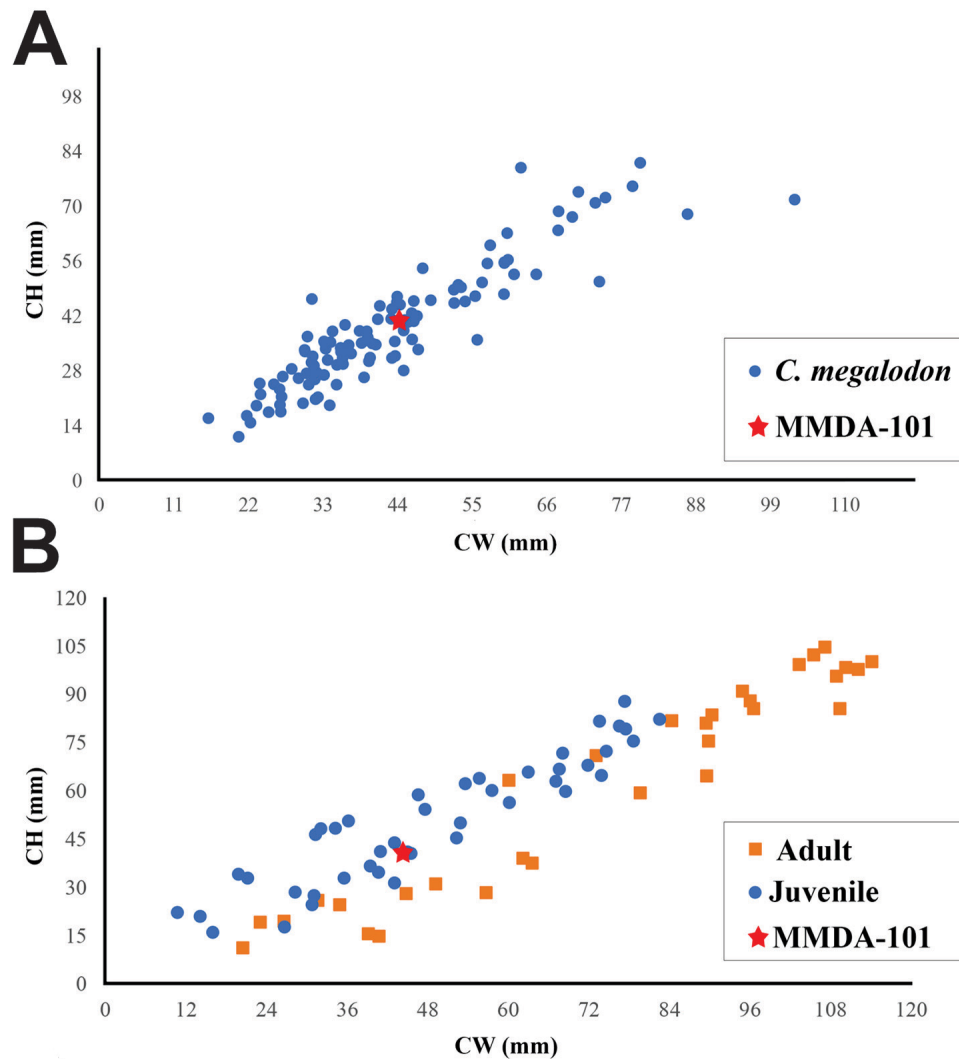 A
98
84
70
56
42
28
14
0
CH (mm)
C. megalodon
MMDA-101
0 11 22 33 44 55 66 77 88 99 110
CW (mm)
B
120
105
90
75
60
45
30
15
0
CH (mm)
Adult
Juvenile
MMDA-101
0 12 24 36 48 60 72 84 96 108 120
CW (mm)